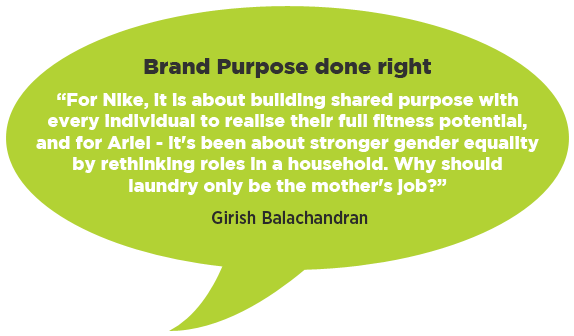 Brand Purpose done right
“For Nike, it is about building shared purpose with
every individual to realise their full fitness potential,
and for Ariel - it's been about stronger gender equality
by rethinking roles in a household. Why should
laundry only be the mother's job?”
Girish Balachandran